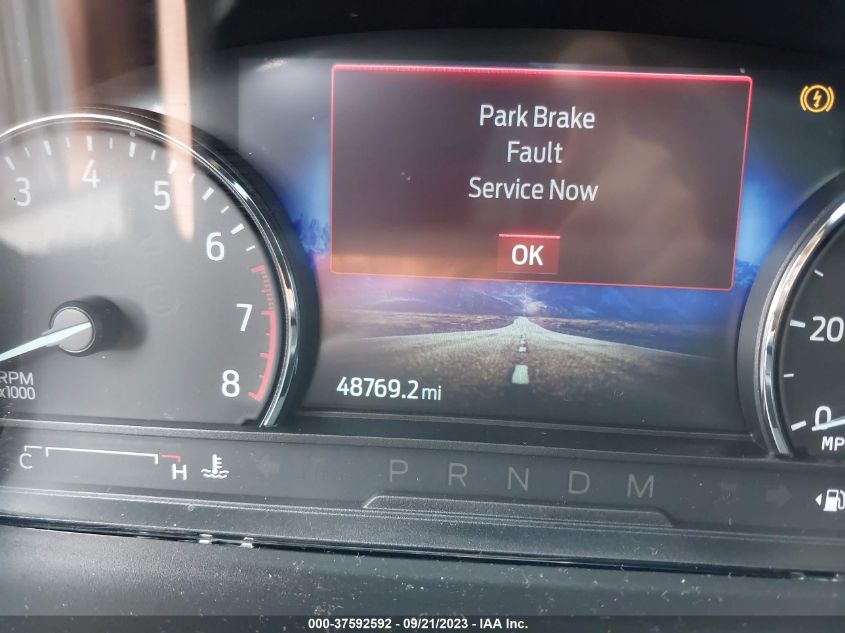 Park Brake
Fault
Service Now
OK
3
4
5
6
7
8
RPM
x1000
48769.2 mi
20
0
MP
C
H
P R N D M
000-37592592 - 09/21/2023 - IAA Inc.